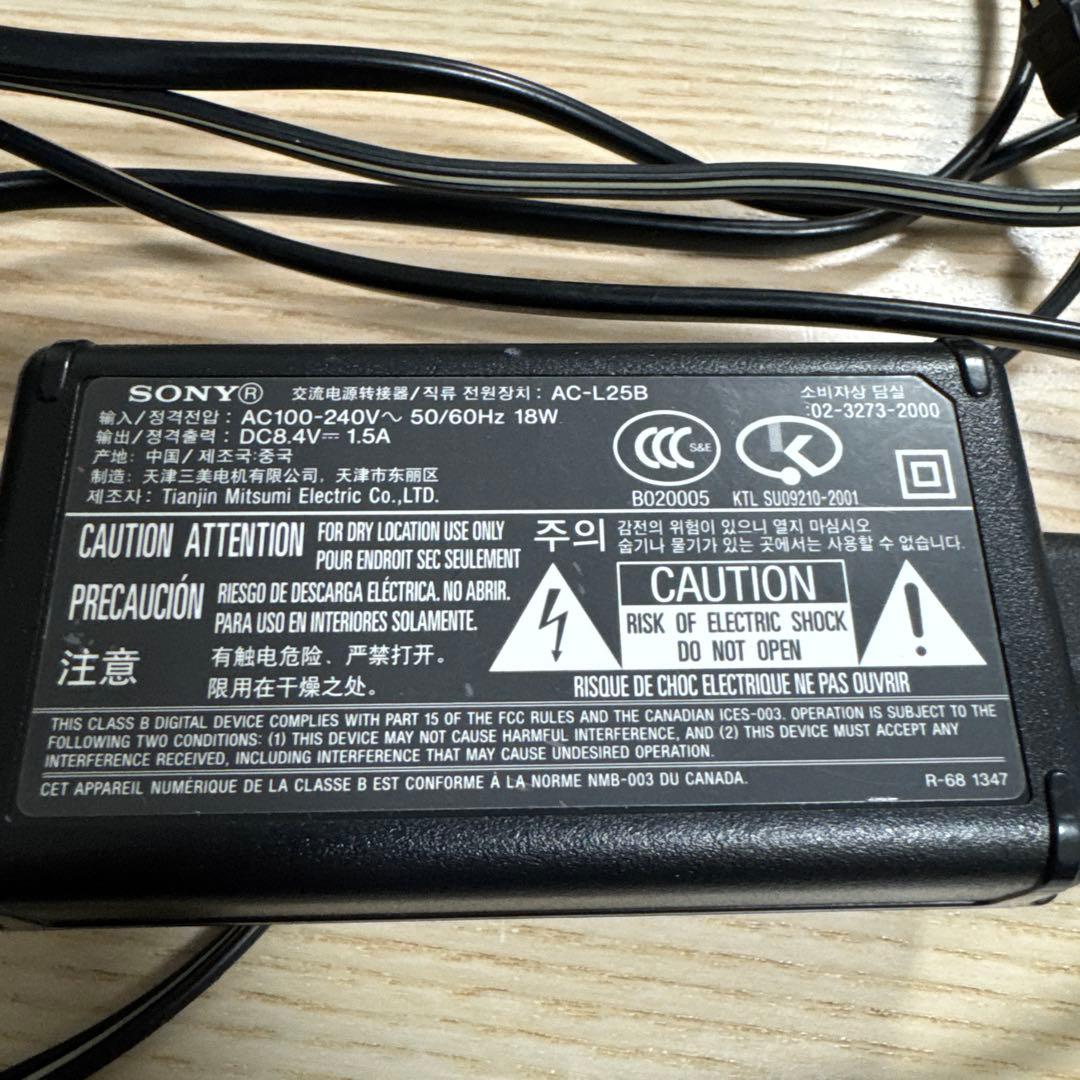 SONY® 交流电源转接器/직류 전원장치: AC-L25B
소비자상담실
输入/정격전압: AC100-240V~ 50/60Hz 18W
:02-3273-2000
输出/정격출력: DC8.4V⎓ 1.5A
产地: 中国/ 제조국:중국
制造: 天津三美电机有限公司, 天津市东丽区
제조자: Tianjin Mitsumi Electric Co.,LTD.
CCC S&E
B020005
K
KTL SU09210-2001
CAUTION ATTENTION
FOR DRY LOCATION USE ONLY
POUR ENDROIT SEC SEULEMENT
주의
감전의 위험이 있으니 열지 마십시오
습기나 물기가 있는 곳에서는 사용할 수 없습니다.
PRECAUCIÓN
RIESGO DE DESCARGA ELÉCTRICA. NO ABRIR.
PARA USO EN INTERIORES SOLAMENTE.
CAUTION
RISK OF ELECTRIC SHOCK
DO NOT OPEN
注意
有触电危险、严禁打开。
限用在干燥之处。
RISQUE DE CHOC ELECTRIQUE NE PAS OUVRIR
THIS CLASS B DIGITAL DEVICE COMPLIES WITH PART 15 OF THE FCC RULES AND THE CANADIAN ICES-003. OPERATION IS SUBJECT TO THE
FOLLOWING TWO CONDITIONS: (1) THIS DEVICE MAY NOT CAUSE HARMFUL INTERFERENCE, AND (2) THIS DEVICE MUST ACCEPT ANY
INTERFERENCE RECEIVED, INCLUDING INTERFERENCE THAT MAY CAUSE UNDESIRED OPERATION.
CET APPAREIL NUMÉRIQUE DE LA CLASSE B EST CONFORME À LA NORME NMB-003 DU CANADA.
R-68 1347